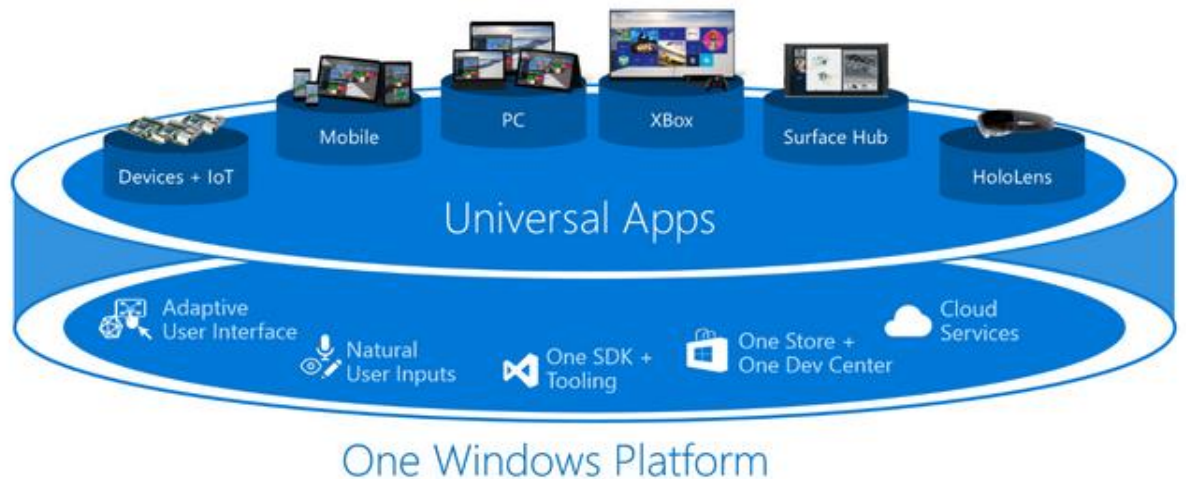 Devices + IoT
Mobile
PC
XBox
Surface Hub
HoloLens
Universal Apps
Adaptive
User Interface
Natural
User Inputs
One SDK +
Tooling
One Store +
One Dev Center
Cloud
Services
One Windows Platform